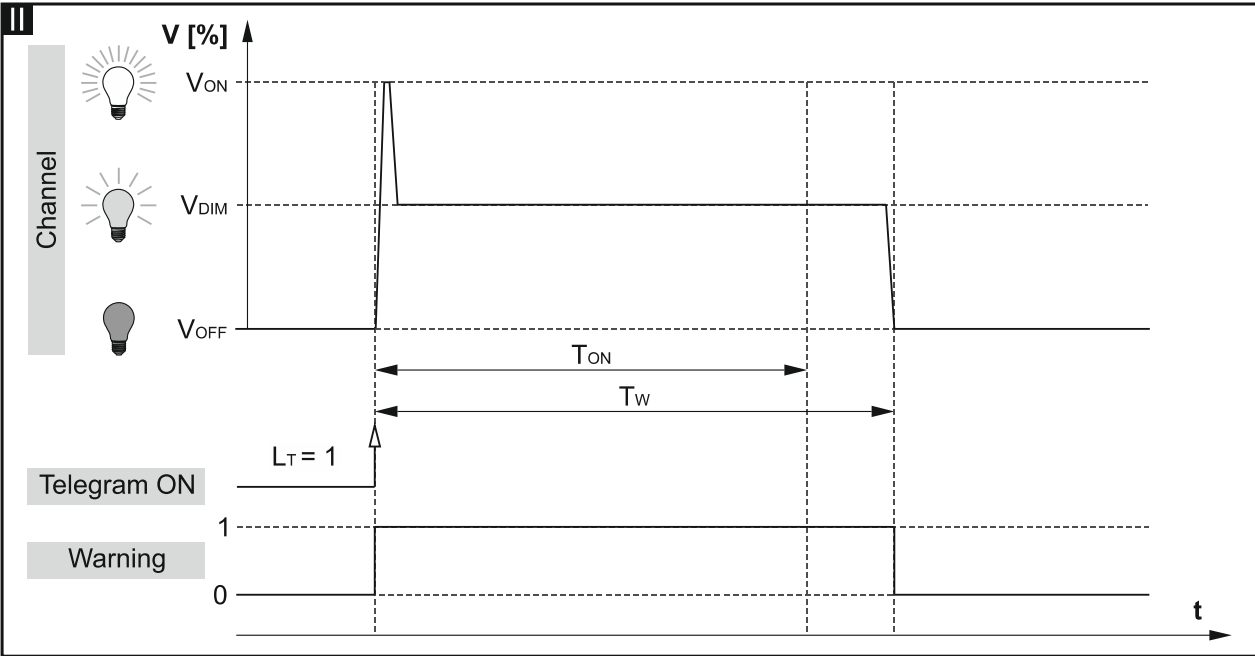 II
V [%]
VON
Channel
VDIM
VOFF
TON
TW
LT = 1
Telegram ON
1
Warning
0
t